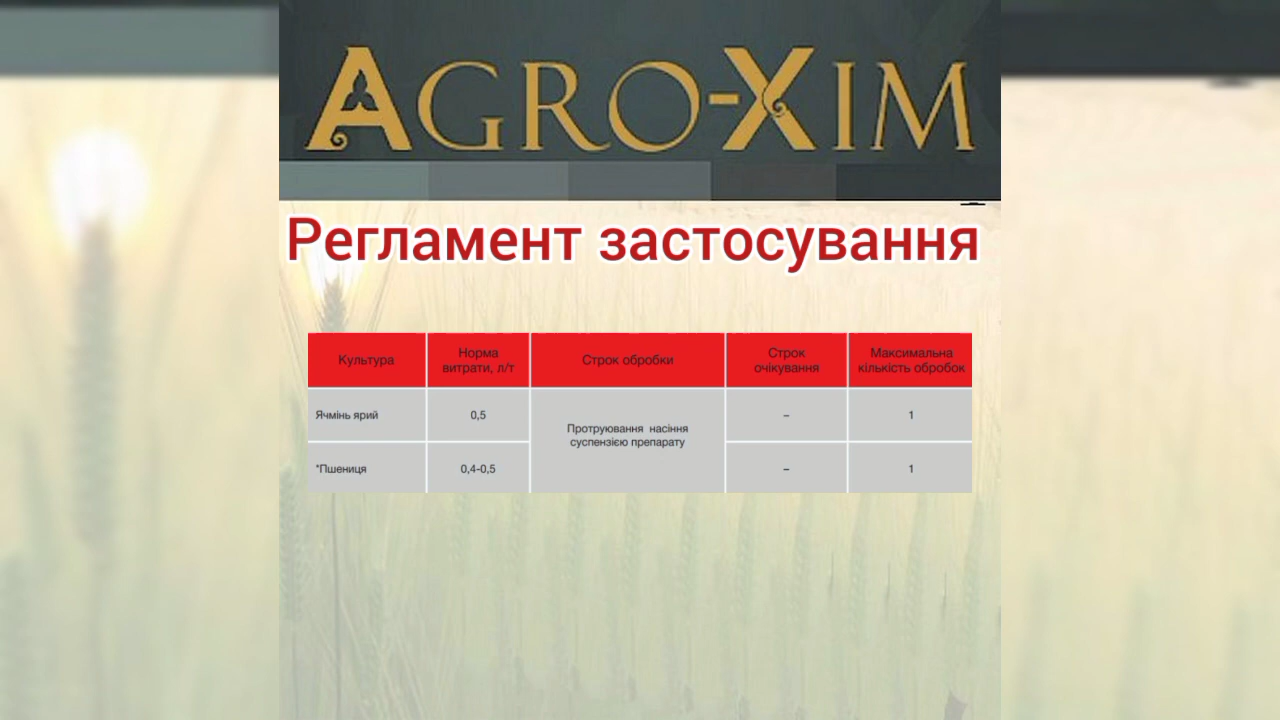 AGRO-XIM
Регламент застосування
Культура
Норма
витрати, л/т
Строк обробки
Строк
очікування
Максимальна
кількість обробок
Ячмінь ярий
0,5
Протруювання насіння
суспензією препарату
–
1
*Пшениця
0,4-0,5
–
1